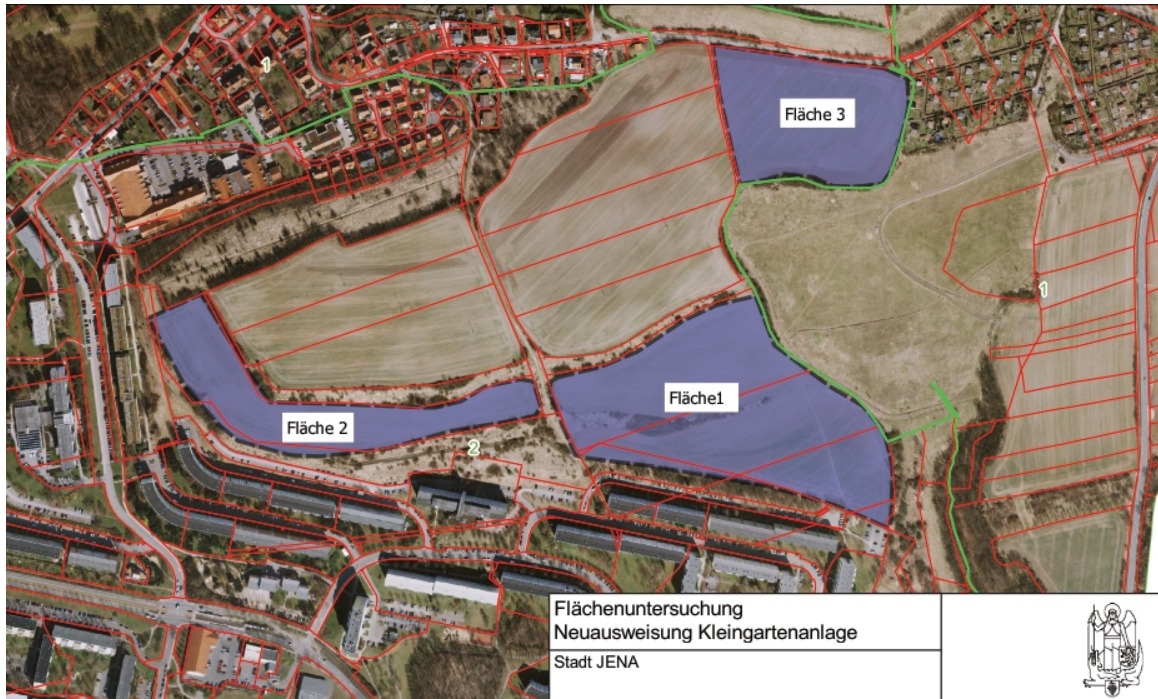 1
Fläche 3
1
Fläche1
Fläche 2
2
Flächenuntersuchung
Neuausweisung Kleingartenanlage
Stadt JENA